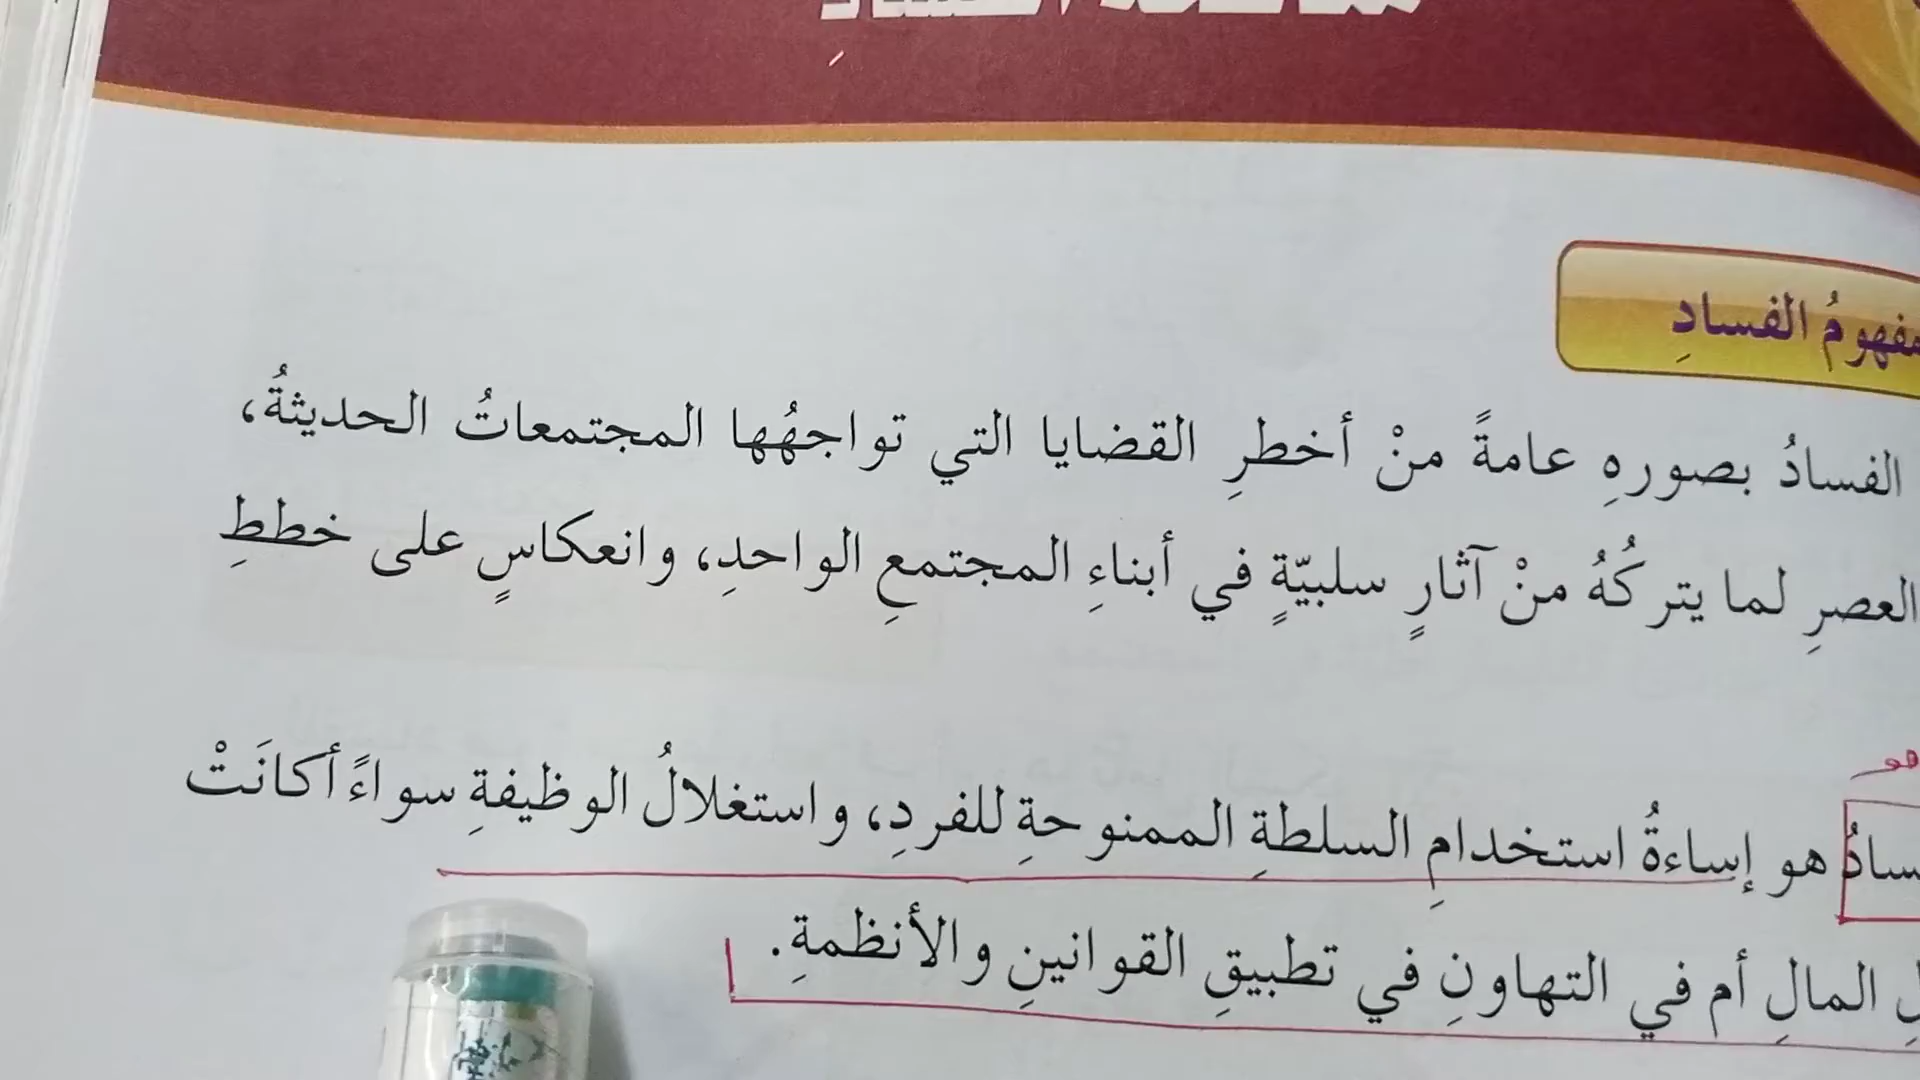 مفهومُ الفسادِ
الفسادُ بصورهِ عامةً منْ أخطرِ القضايا التي تواجهُها المجتمعاتُ الحديثةُ،
العصرِ لما يتركُهُ منْ آثارٍ سلبيّةٍ في أبناءِ المجتمعِ الواحدِ، وانعكاسٍ على خططِ
هو إساءةُ استخدامِ السلطةِ الممنوحةِ للفردِ، واستغلالُ الوظيفةِ سواءً أكانَتْ
المالِ أم في التهاونِ في تطبيقِ القوانينِ والأنظمةِ.